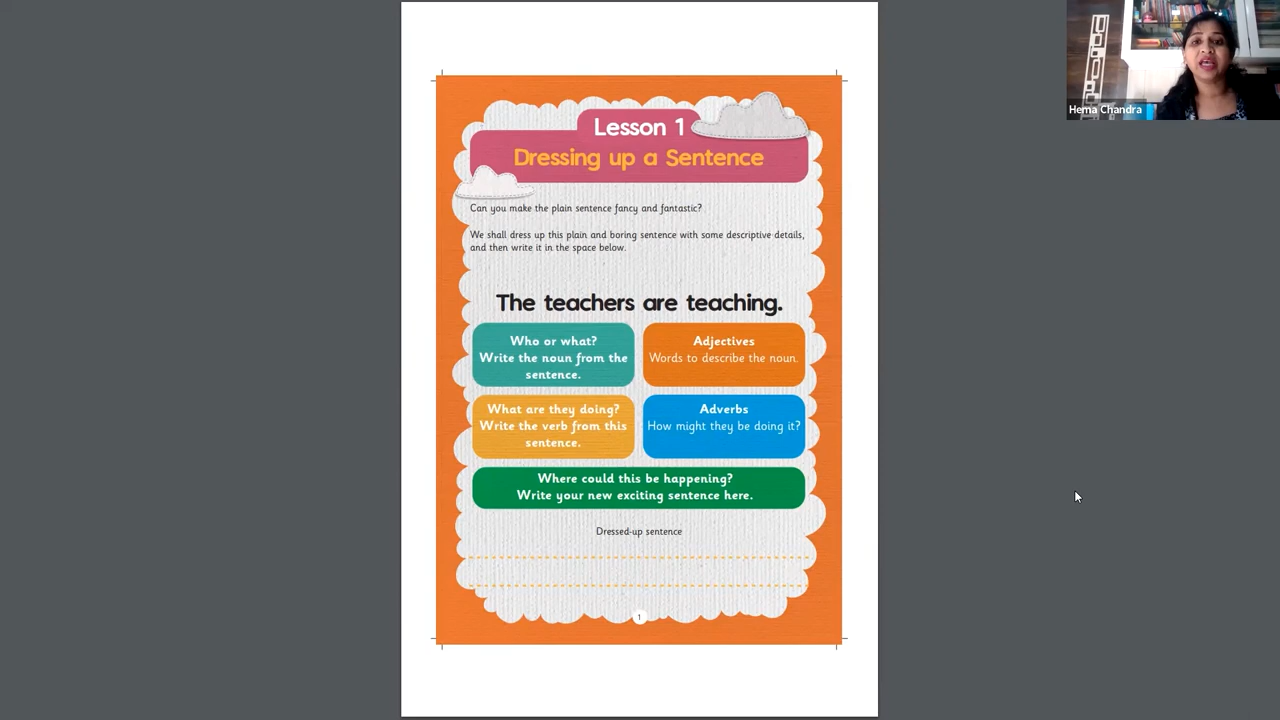 Hema Chandra
Lesson 1
Dressing up a Sentence
Can you make the plain sentence fancy and fantastic?
We shall dress up this plain and boring sentence with some descriptive details,
and then write it in the space below.
The teachers are teaching.
Who or what?
Write the noun from the
sentence.
Adjectives
Words to describe the noun.
What are they doing?
Write the verb from this
sentence.
Adverbs
How might they be doing it?
Where could this be happening?
Write your new exciting sentence here.
Dressed-up sentence
1